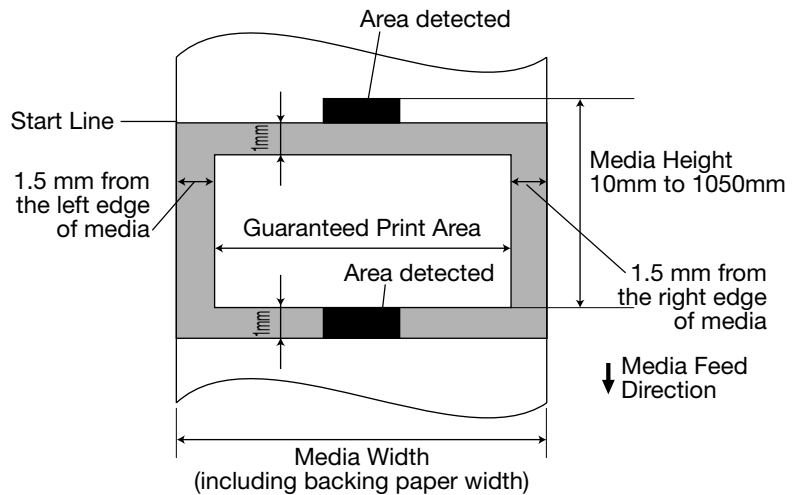 Area detected
Start Line
1mm
Media Height
10mm to 1050mm
1.5 mm from
the left edge
of media
Guaranteed Print Area
Area detected
1.5 mm from
the right edge
of media
1mm
Media Feed
Direction
Media Width
(including backing paper width)